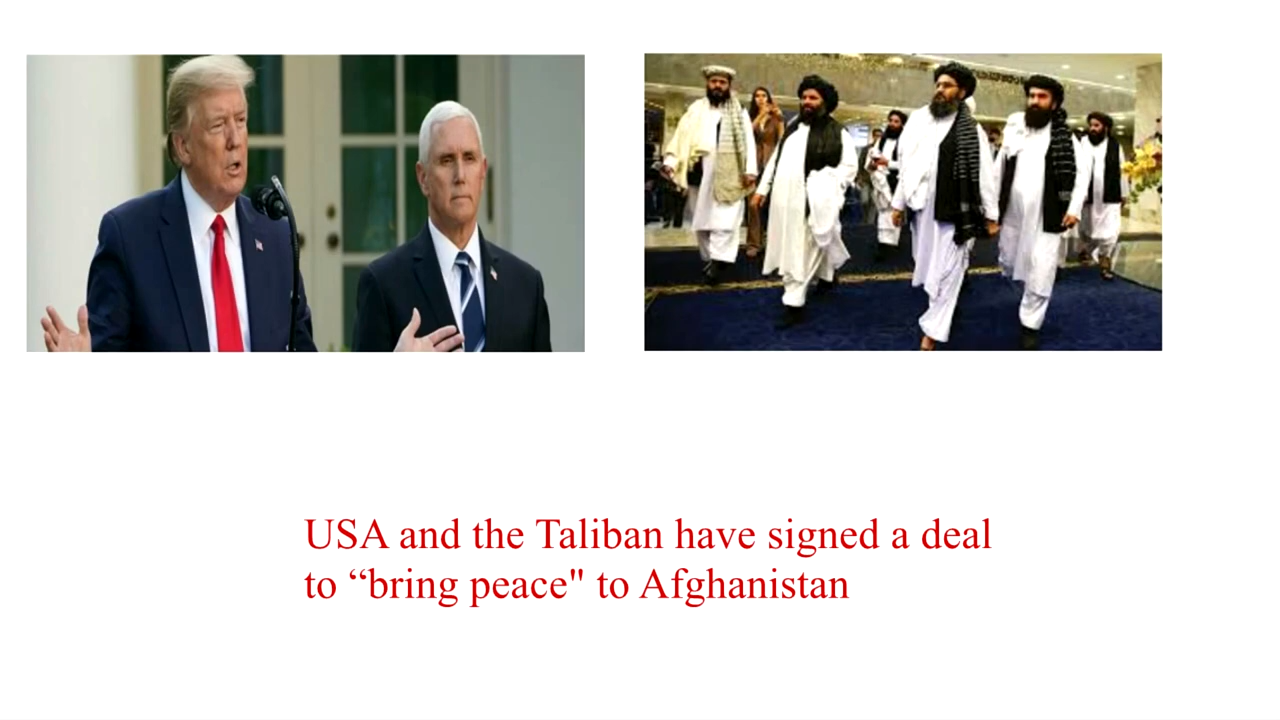 USA and the Taliban have signed a deal
to “bring peace" to Afghanistan